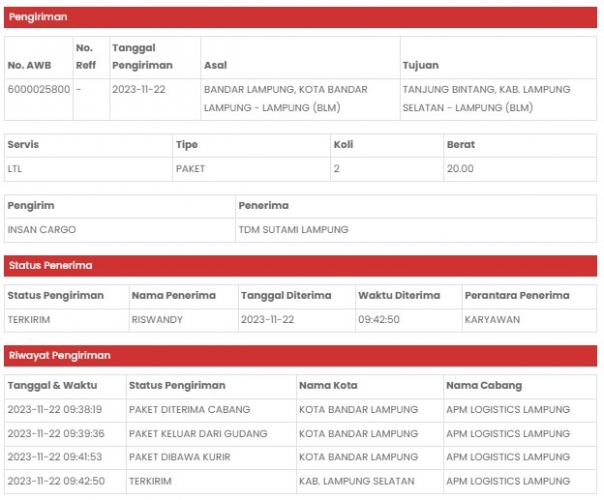 Pengiriman
No. AWB No. Reff Tanggal Pengiriman Asal Tujuan
6000025800 - 2023-11-22 BANDAR LAMPUNG, KOTA BANDAR LAMPUNG - LAMPUNG (BLM) TANJUNG BINTANG, KAB. LAMPUNG SELATAN - LAMPUNG (BLM)
Servis Tipe Koli Berat
LTL PAKET 2 20.00
Pengirim Penerima
INSAN CARGO TDM SUTAMI LAMPUNG
Status Penerima
Status Pengiriman Nama Penerima Tanggal Diterima Waktu Diterima Perantara Penerima
TERKIRIM RISWANDY 2023-11-22 09:42:50 KARYAWAN
Riwayat Pengiriman
Tanggal & Waktu Status Pengiriman Nama Kota Nama Cabang
2023-11-22 09:38:19 PAKET DITERIMA CABANG KOTA BANDAR LAMPUNG APM LOGISTICS LAMPUNG
2023-11-22 09:39:36 PAKET KELUAR DARI GUDANG KOTA BANDAR LAMPUNG APM LOGISTICS LAMPUNG
2023-11-22 09:41:53 PAKET DIBAWA KURIR KOTA BANDAR LAMPUNG APM LOGISTICS LAMPUNG
2023-11-22 09:42:50 TERKIRIM KAB. LAMPUNG SELATAN APM LOGISTICS LAMPUNG